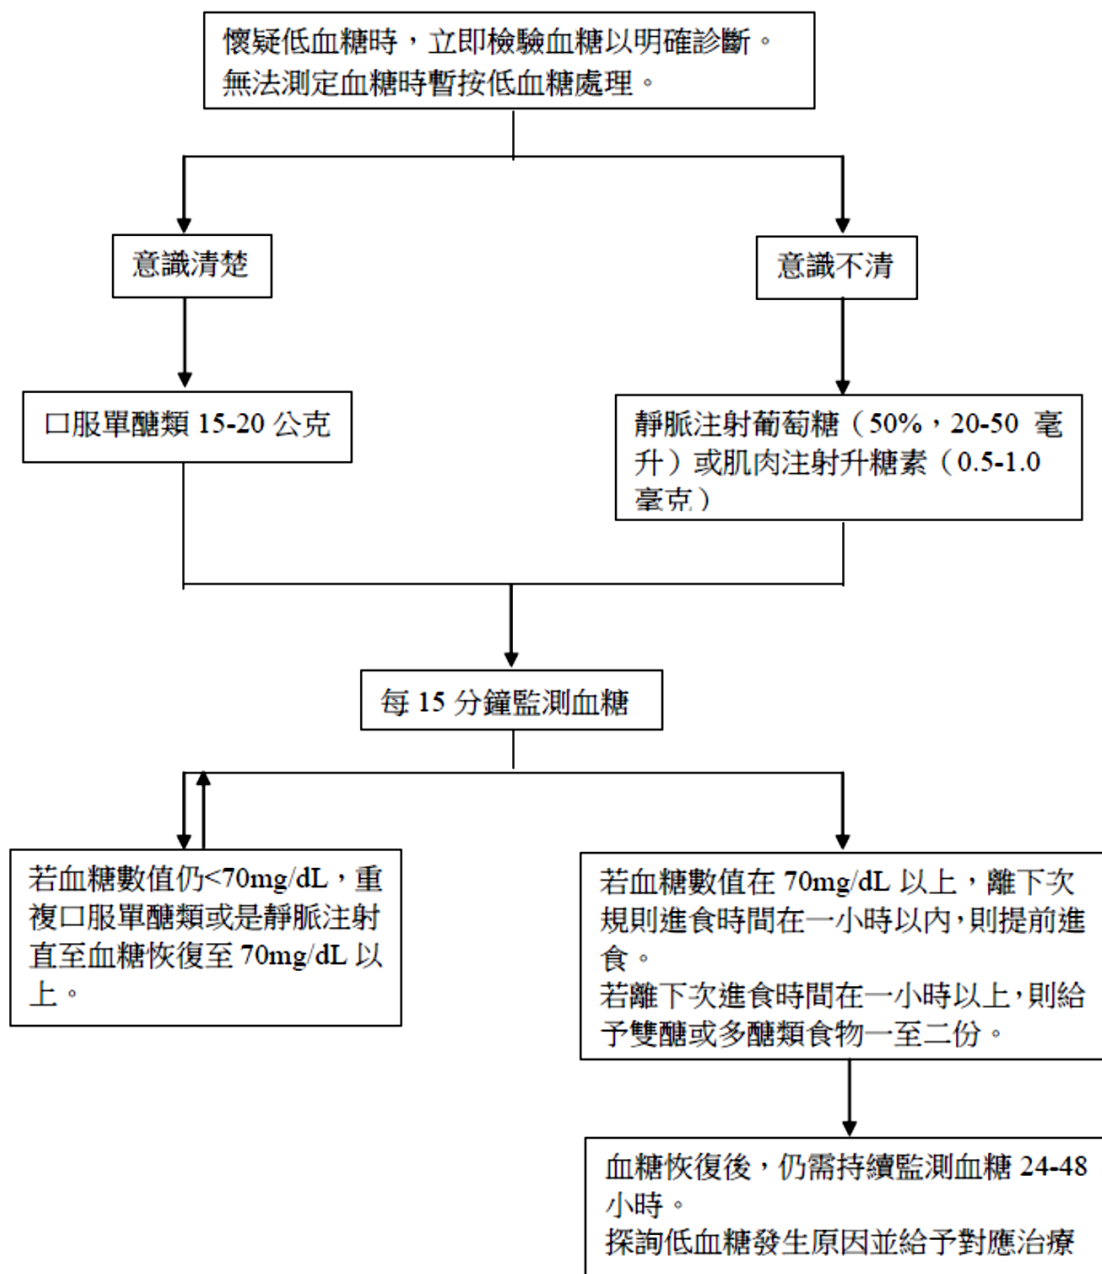 懷疑低血糖時，立即檢驗血糖以明確診斷。
無法測定血糖時暫按低血糖處理。
意識清楚
意識不清
口服單醣類 15-20 公克
靜脈注射葡萄糖（50%，20-50 毫
升）或肌肉注射升糖素（0.5-1.0
毫克）
每 15 分鐘監測血糖
若血糖數值仍<70mg/dL，重
複口服單醣類或是靜脈注射
直至血糖恢復至 70mg/dL 以
上。
若血糖數值在 70mg/dL 以上，離下次
規則進食時間在一小時以內，則提前進
食。
若離下次進食時間在一小時以上，則給
予雙醣或多醣類食物一至二份。
血糖恢復後，仍需持續監測血糖 24-48
小時。
探詢低血糖發生原因並給予對應治療